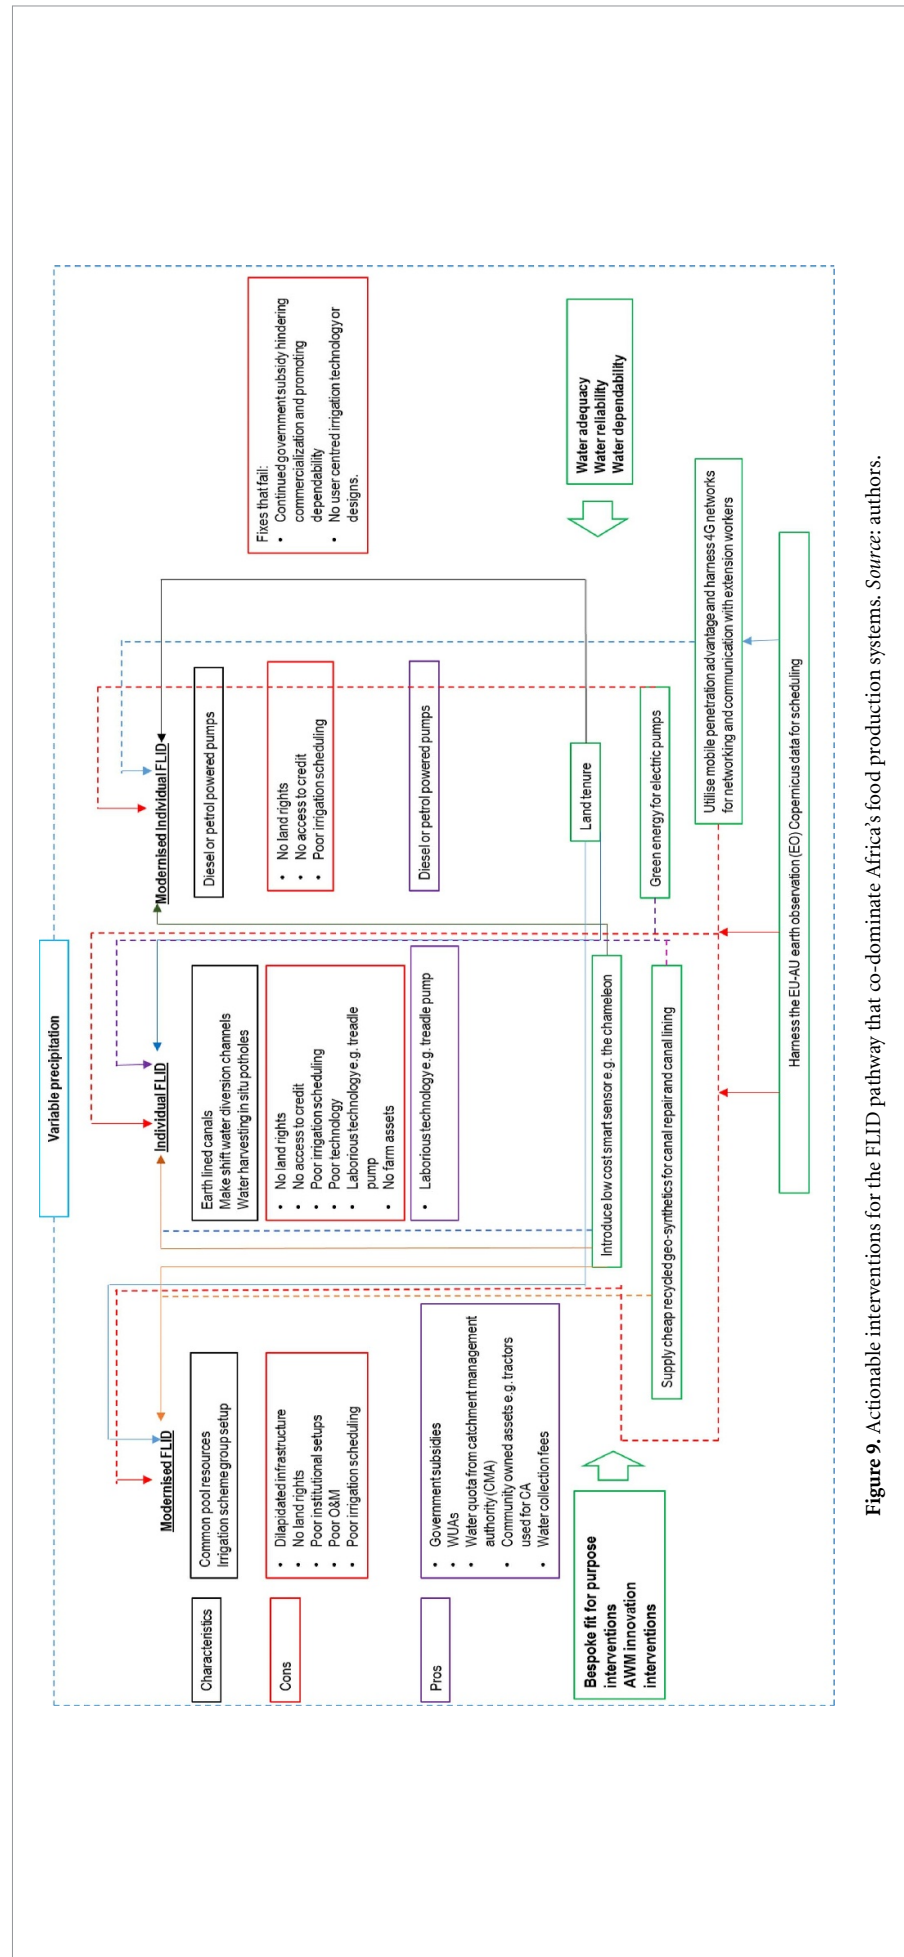 Variable precipitation
Modernised FLID
Individual FLID
Modernised Individual FLID
Characteristics
Common pool resources
Irrigation scheme group setup
Earth lined canals
Make shift water diversion channels
Water harvesting in situ potholes
Diesel or petrol powered pumps
Cons
• Dilapidated infrastructure
• No land rights
• Poor institutional setups
• Poor O&M
• Poor irrigation scheduling
• No land rights
• No access to credit
• Poor irrigation scheduling
• Poor technology
• Laborious technology e.g. treadle
pump
• No farm assets
• No land rights
• No access to credit
• Poor irrigation scheduling
Fixes that fail:
• Continued government subsidy hindering
commercialization and promoting
dependability
• No user centred irrigation technology or
designs.
Pros
• Government subsidies
• WUAs
• Water quota from catchment management
authority (CMA)
• Community owned assets e.g. tractors
used for CA
• Water collection fees
• Laborious technology e.g. treadle pump
Diesel or petrol powered pumps
Bespoke fit for purpose
interventions
AWM innovation
interventions
Land tenure
Introduce low cost smart sensor e.g. the chameleon
Supply cheap recycled geo-synthetics for canal repair and canal lining
Green energy for electric pumps
Utilise mobile penetration advantage and harness 4G networks
for networking and communication with extension workers
Harness the EU-AU earth observation (EO) Copernicus data for scheduling
Water adequacy
Water reliability
Water dependability
Figure 9. Actionable interventions for the FLID pathway that co-dominate Africa's food production systems. Source: authors.